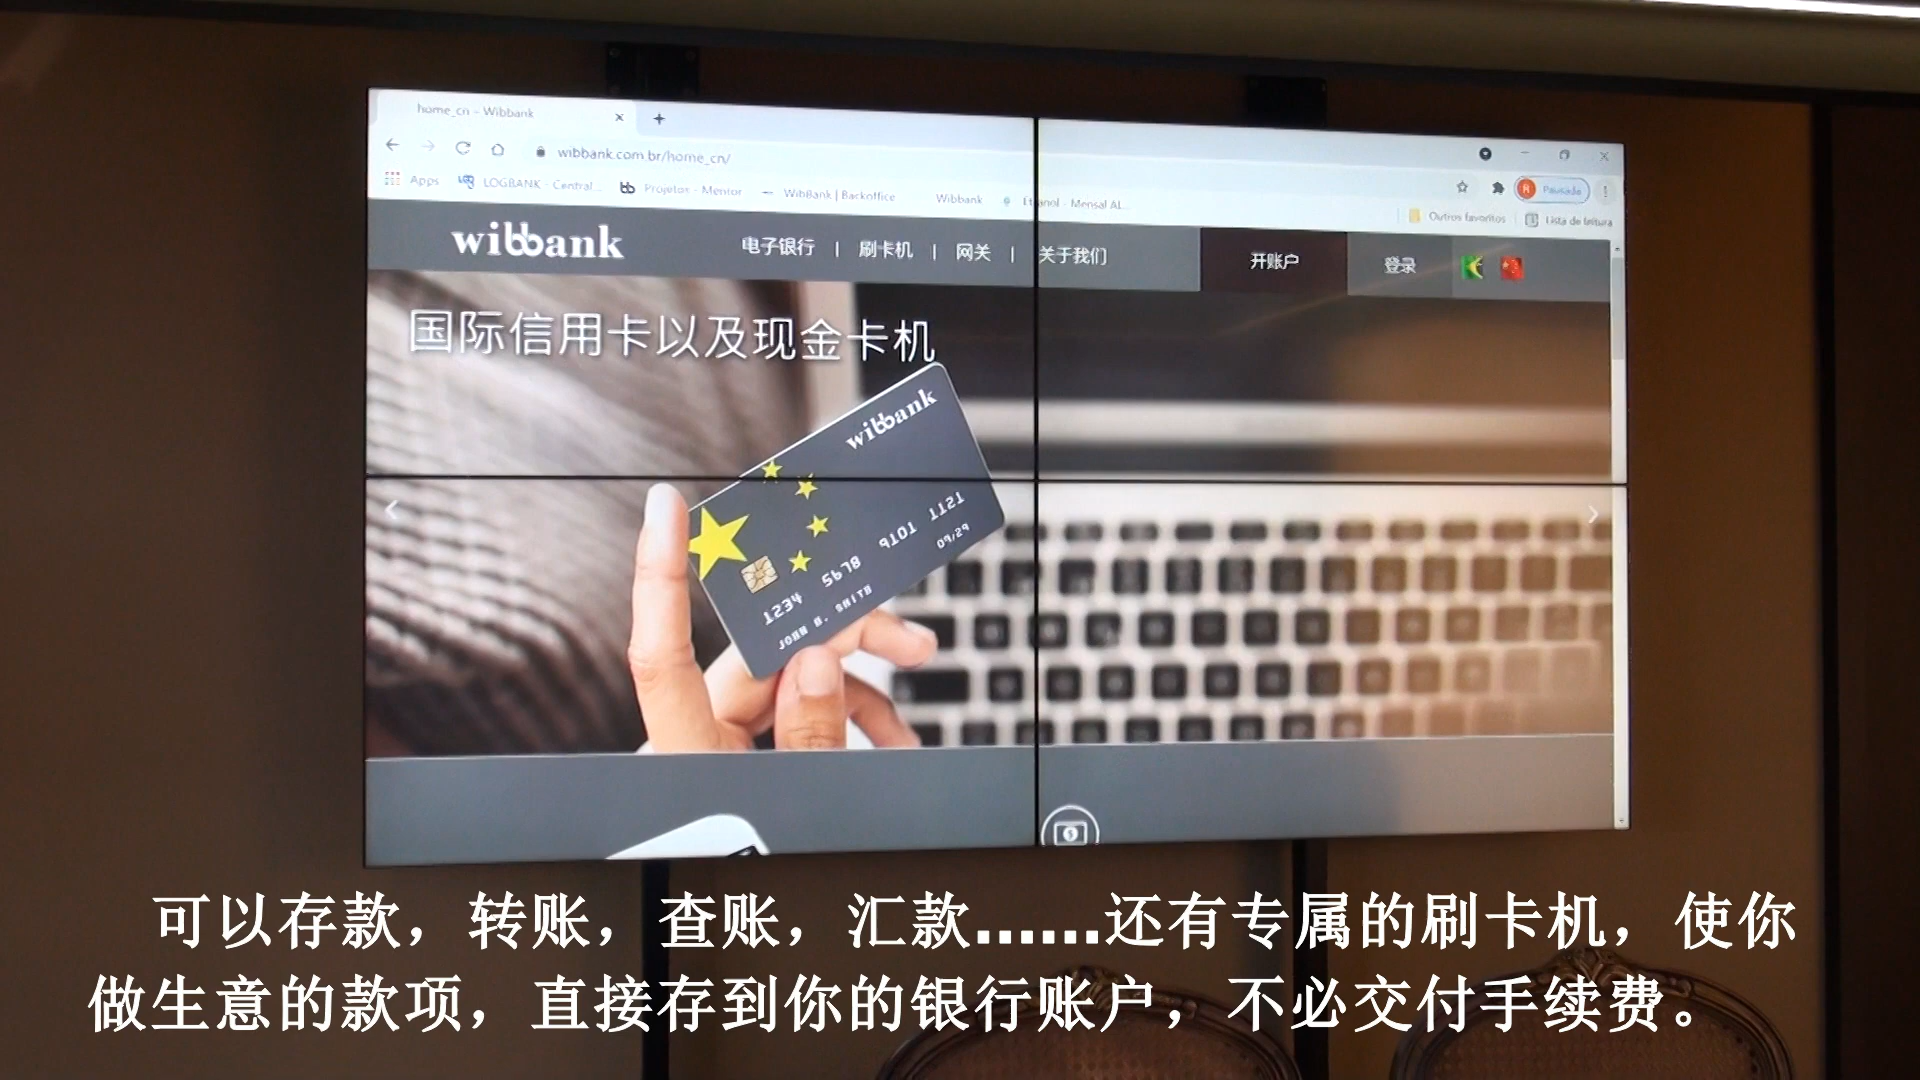 home_cn - Wibbank
wibbank.com.br/home_cn/
Apps LOGBANK - Central... Projetos - Mentor WibBank | Backoffice Wibbank Etanol - Mensal AL...
Pausada
Outros favoritos Lista de leitura
wibbank 电子银行 | 刷卡机 | 网关 | 关于我们 开账户 登录
国际信用卡以及现金卡机
wibbank
1234 5678 9101 1121
09/29
JOHN B. SMITH
可以存款，转账，查账，汇款......还有专属的刷卡机，使你
做生意的款项，直接存到你的银行账户，不必交付手续费。